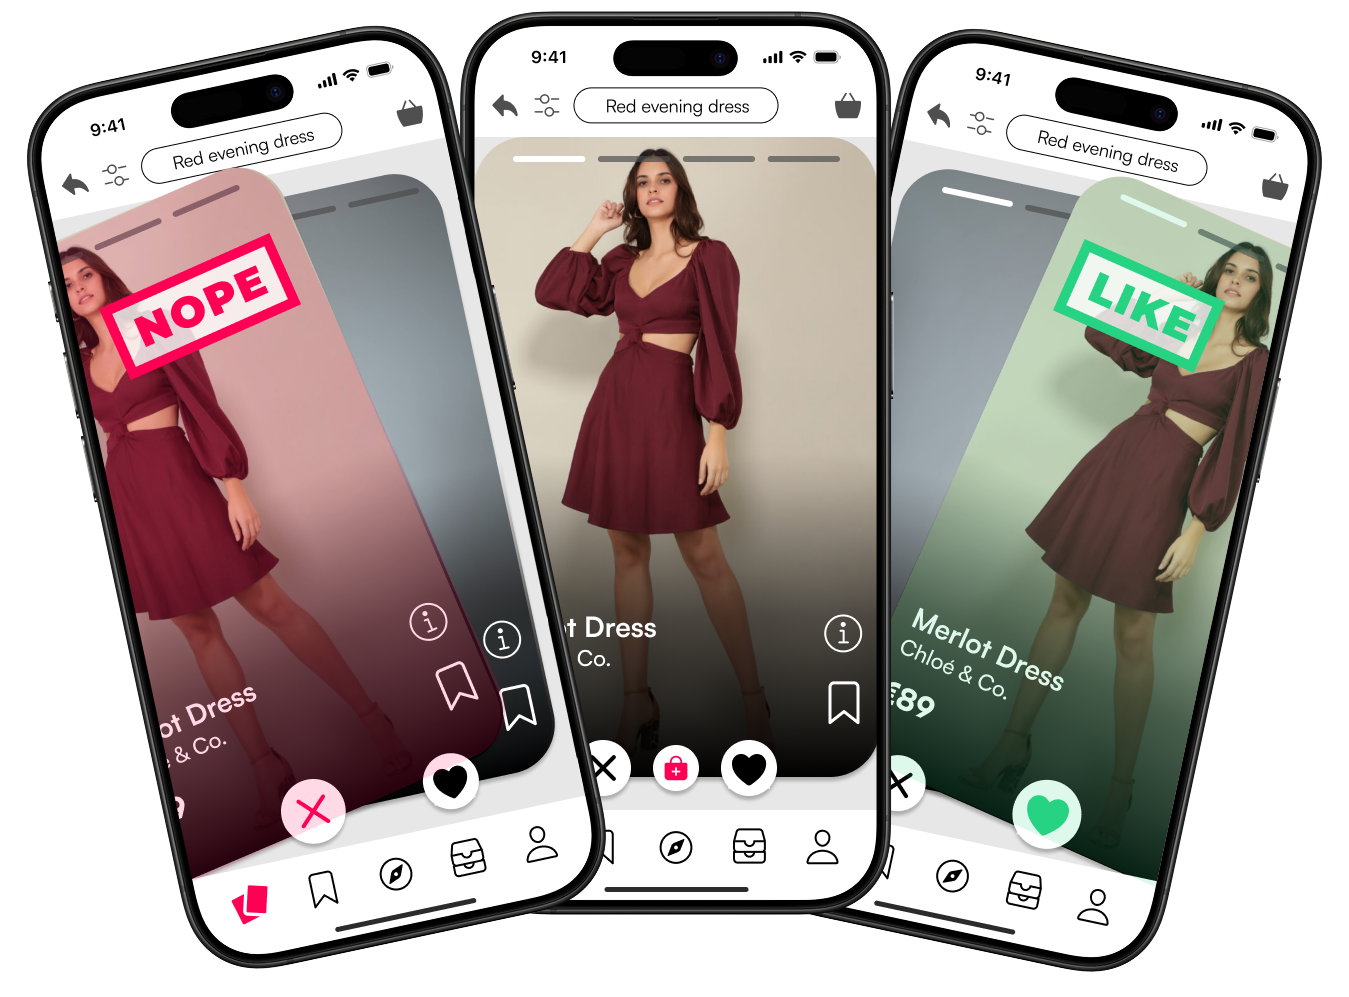 9:41
Red evening dress
NOPE
ot Dress
& Co.
9
9:41
Red evening dress
t Dress
Co.
9:41
Red evening dress
LIKE
Merlot Dress
Chloé & Co.
£89